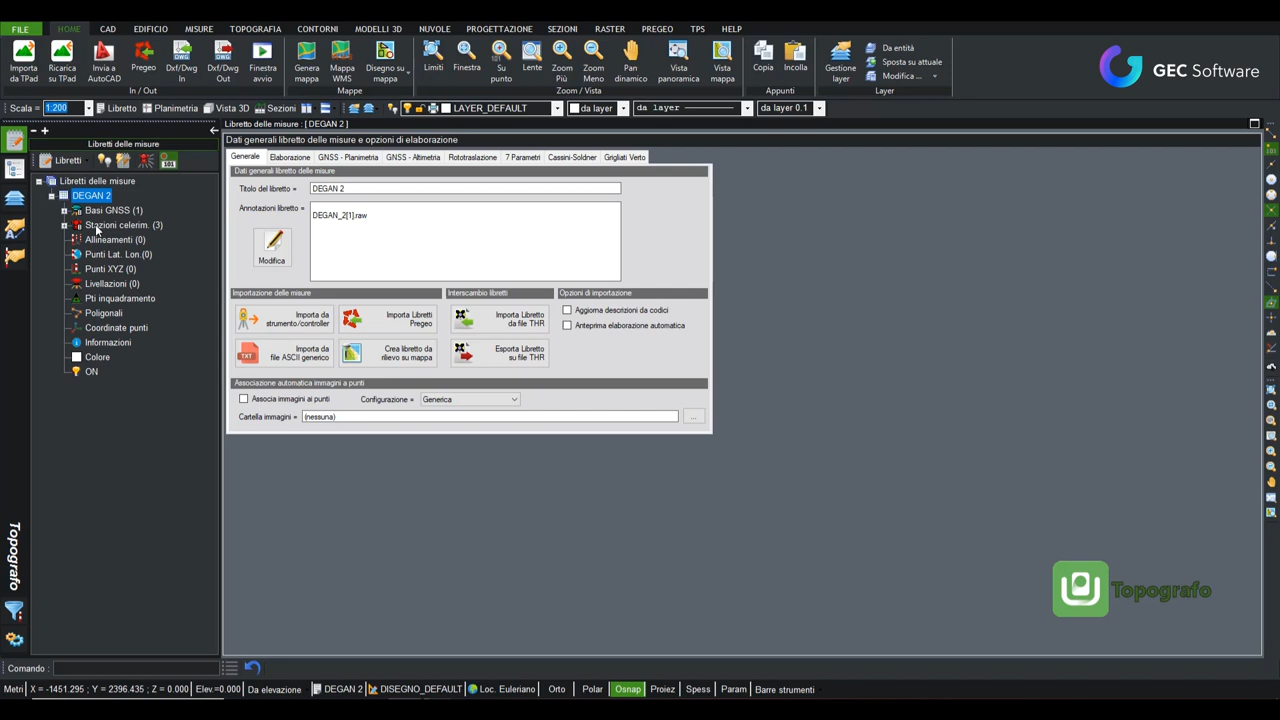 FILE HOME CAD EDIFICIO MISURE TOPOGRAFIA CONTORNI MODELLI 3D NUVOLE PROGETTAZIONE SEZIONI RASTER PREGEO TPS HELP
Importa da TPad
Ricarica su TPad
Invia a AutoCAD
Pregeo
Dxf/Dwg In
Dxf/Dwg Out
Finestra avvio
Genera mappa
Mappa WMS
Disegno su mappa
Limiti
Finestra
Su punto
Lente
Zoom Più
Zoom Meno
Pan dinamico
Vista panoramica
Vista mappa
Copia
Incolla
Gestione layer
Da entità
Sposta su attuale
Modifica ...
In / Out
Mappe
Zoom / Vista
Appunti
Layer
GEC Software
Scala = 1:200 Libretto Planimetria Vista 3D Sezioni LAYER_DEFAULT da layer da layer da layer 0.1
Libretti delle misure
Libretti
101
Libretti delle misure
DEGAN 2
Basi GNSS (1)
Stazioni celerim. (3)
Allineamenti (0)
Punti Lat. Lon.(0)
Punti XYZ (0)
Livellazioni (0)
Pti inquadramento
Poligonali
Coordinate punti
Informazioni
Colore
ON
Topografo
Libretto delle misure : [ DEGAN 2 ]
Dati generali libretto delle misure e opzioni di elaborazione
Generale Elaborazione GNSS - Planimetria GNSS - Altimetria Rototraslazione 7 Parametri Cassini-Soldner Grigliati Verto
Dati generali libretto delle misure
Titolo del libretto = DEGAN 2
Annotazioni libretto =
DEGAN_2[1].raw
Modifica
Importazione delle misure
Interscambio libretti
Opzioni di importazione
Importa da strumento/controller
Importa Libretti Pregeo
Importa Libretto da file THR
Aggiorna descrizioni da codici
Anteprima elaborazione automatica
TXT
Importa da file ASCII generico
Crea libretto da rilievo su mappa
Esporta Libretto su file THR
Associazione automatica immagini a punti
Associa immagini ai punti Configurazione = Generica
Cartella immagini = (nessuna) ...
Topografo
Comando :
Metri X = -1451.295 ; Y = 2396.435 ; Z = 0.000 Elev.=0.000 Da elevazione DEGAN 2 DISEGNO_DEFAULT Loc. Euleriano Orto Polar Osnap Proiez Spess Param Barre strumenti